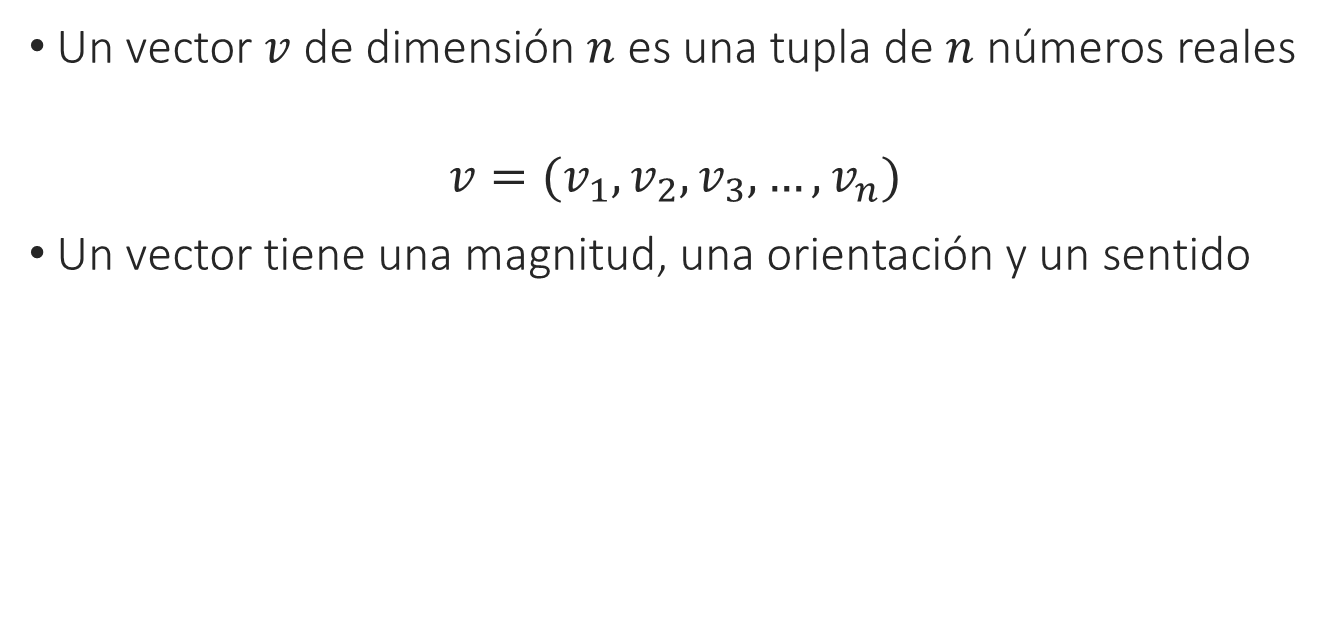 • Un vector 𝑣 de dimensión 𝑛 es una tupla de 𝑛 números reales
𝑣 = (𝑣₁, 𝑣₂, 𝑣₃, … , 𝑣ₙ)
• Un vector tiene una magnitud, una orientación y un sentido